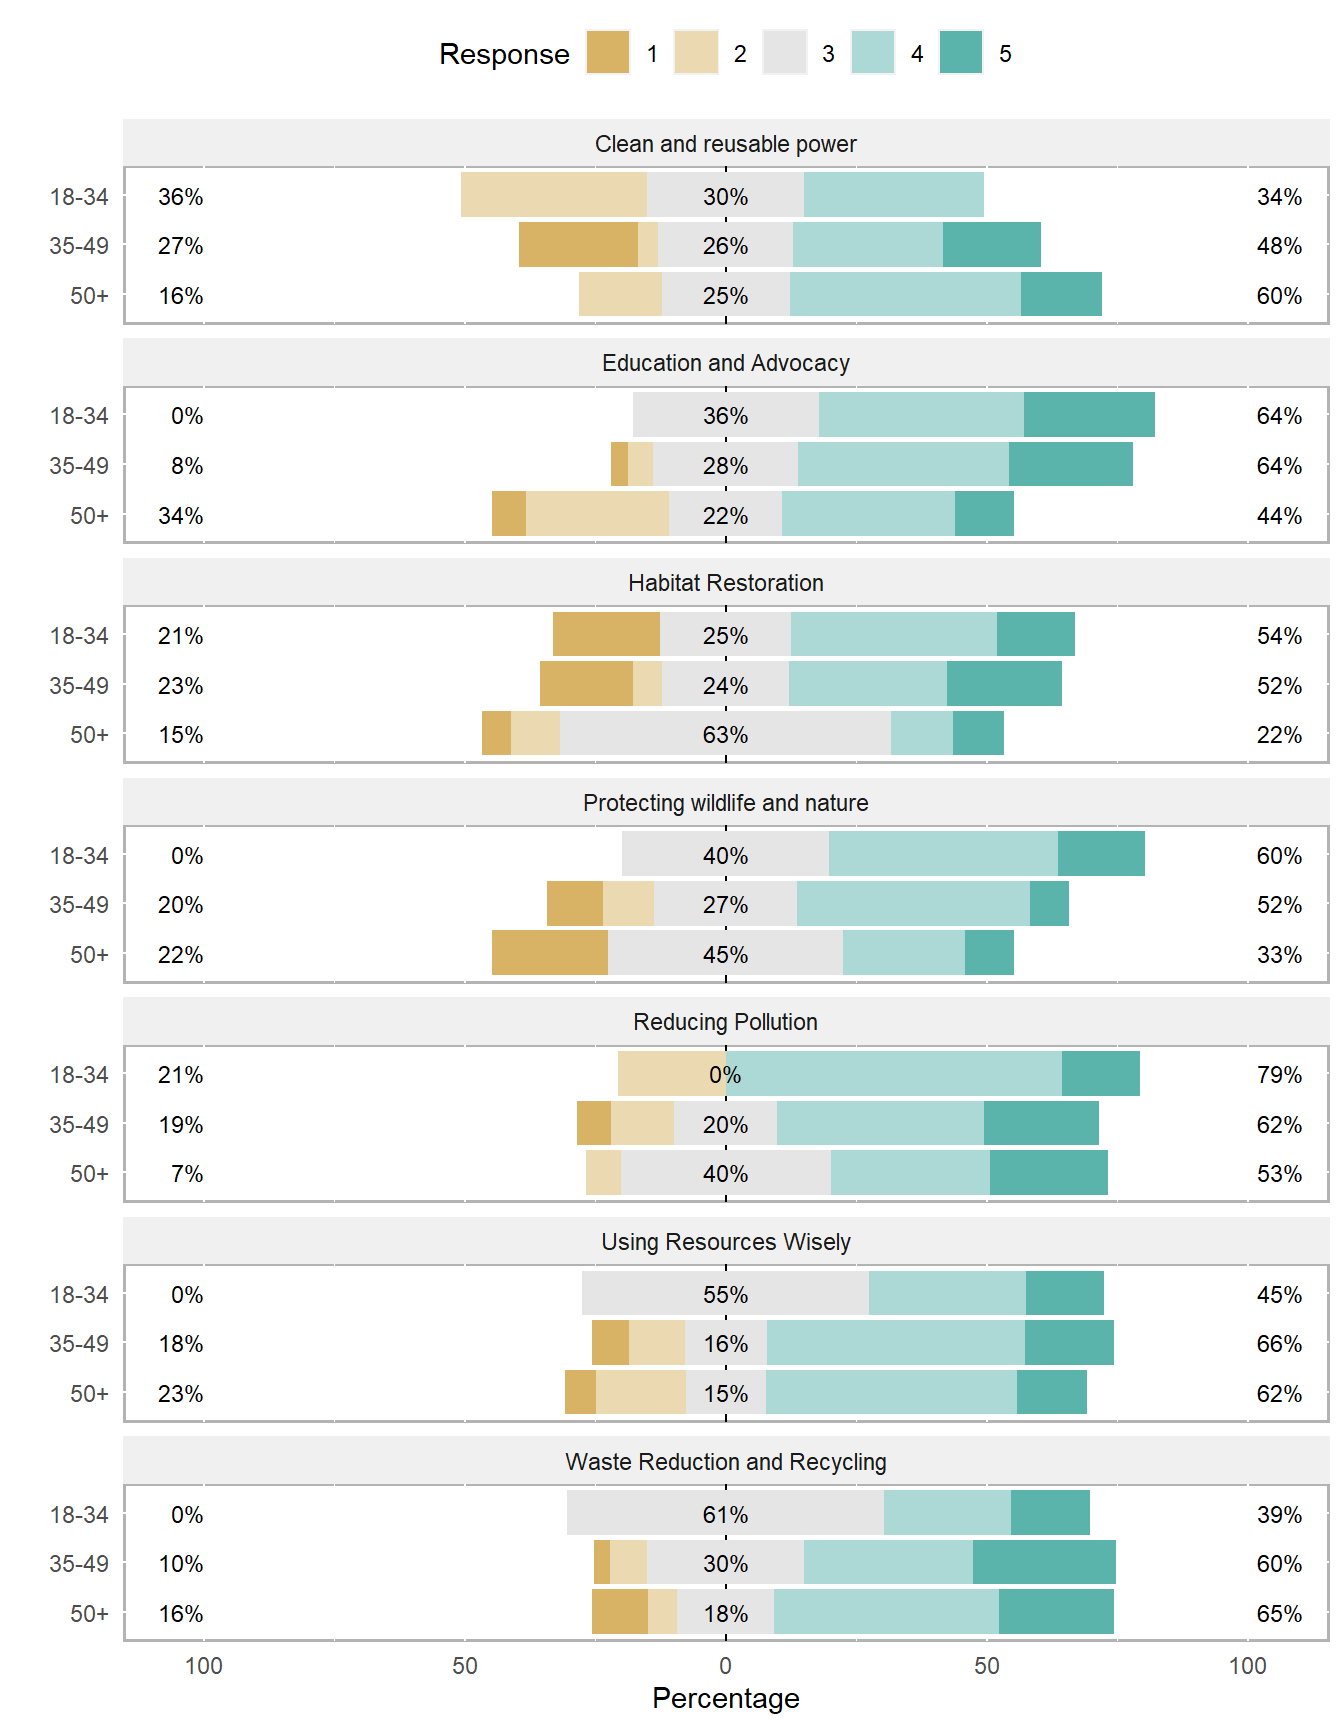 Response 1 2 3 4 5
Clean and reusable power
18-34 36% 30% 34%
35-49 27% 26% 48%
50+ 16% 25% 60%
Education and Advocacy
18-34 0% 36% 64%
35-49 8% 28% 64%
50+ 34% 22% 44%
Habitat Restoration
18-34 21% 25% 54%
35-49 23% 24% 52%
50+ 15% 63% 22%
Protecting wildlife and nature
18-34 0% 40% 60%
35-49 20% 27% 52%
50+ 22% 45% 33%
Reducing Pollution
18-34 21% 0% 79%
35-49 19% 20% 62%
50+ 7% 40% 53%
Using Resources Wisely
18-34 0% 55% 45%
35-49 18% 16% 66%
50+ 23% 15% 62%
Waste Reduction and Recycling
18-34 0% 61% 39%
35-49 10% 30% 60%
50+ 16% 18% 65%
100 50 0 50 100
Percentage